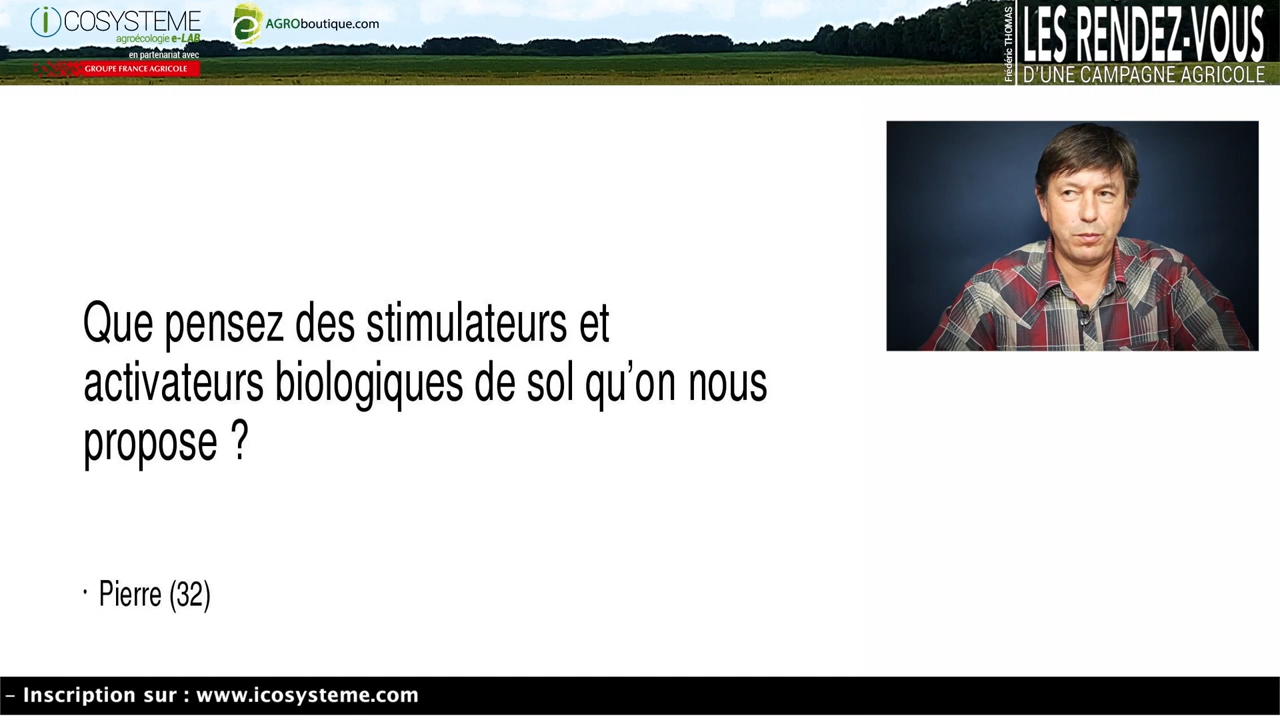 iCOSYSTEME
agroécologie e-LAB
en partenariat avec
GROUPE FRANCE AGRICOLE
e AGROboutique.com
Frédéric THOMAS
LES RENDEZ-VOUS
D'UNE CAMPAGNE AGRICOLE
Que pensez des stimulateurs et
activateurs biologiques de sol qu'on nous
propose ?
· Pierre (32)
– Inscription sur : www.icosysteme.com